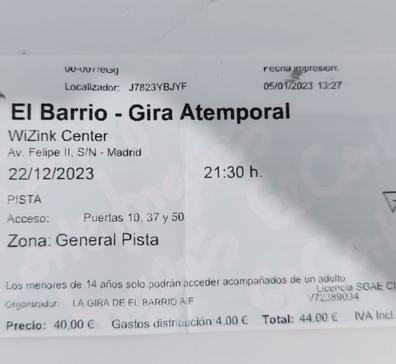 Fecha Impresión:
Localizador: J7823YBJYF 05/01/2023 13:27
El Barrio - Gira Atemporal
WiZink Center
Av. Felipe II, S/N - Madrid
22/12/2023 21:30 h.
PISTA
Acceso: Puertas 10, 37 y 50
Zona: General Pista
Los menores de 14 años solo podrán acceder acompañados de un adulto
Licencia SGAE
Organizador: LA GIRA DE EL BARRIO AIE V72389034
Precio: 40,00 € Gastos distribución:4,00 € Total: 44,00 € IVA Incl.